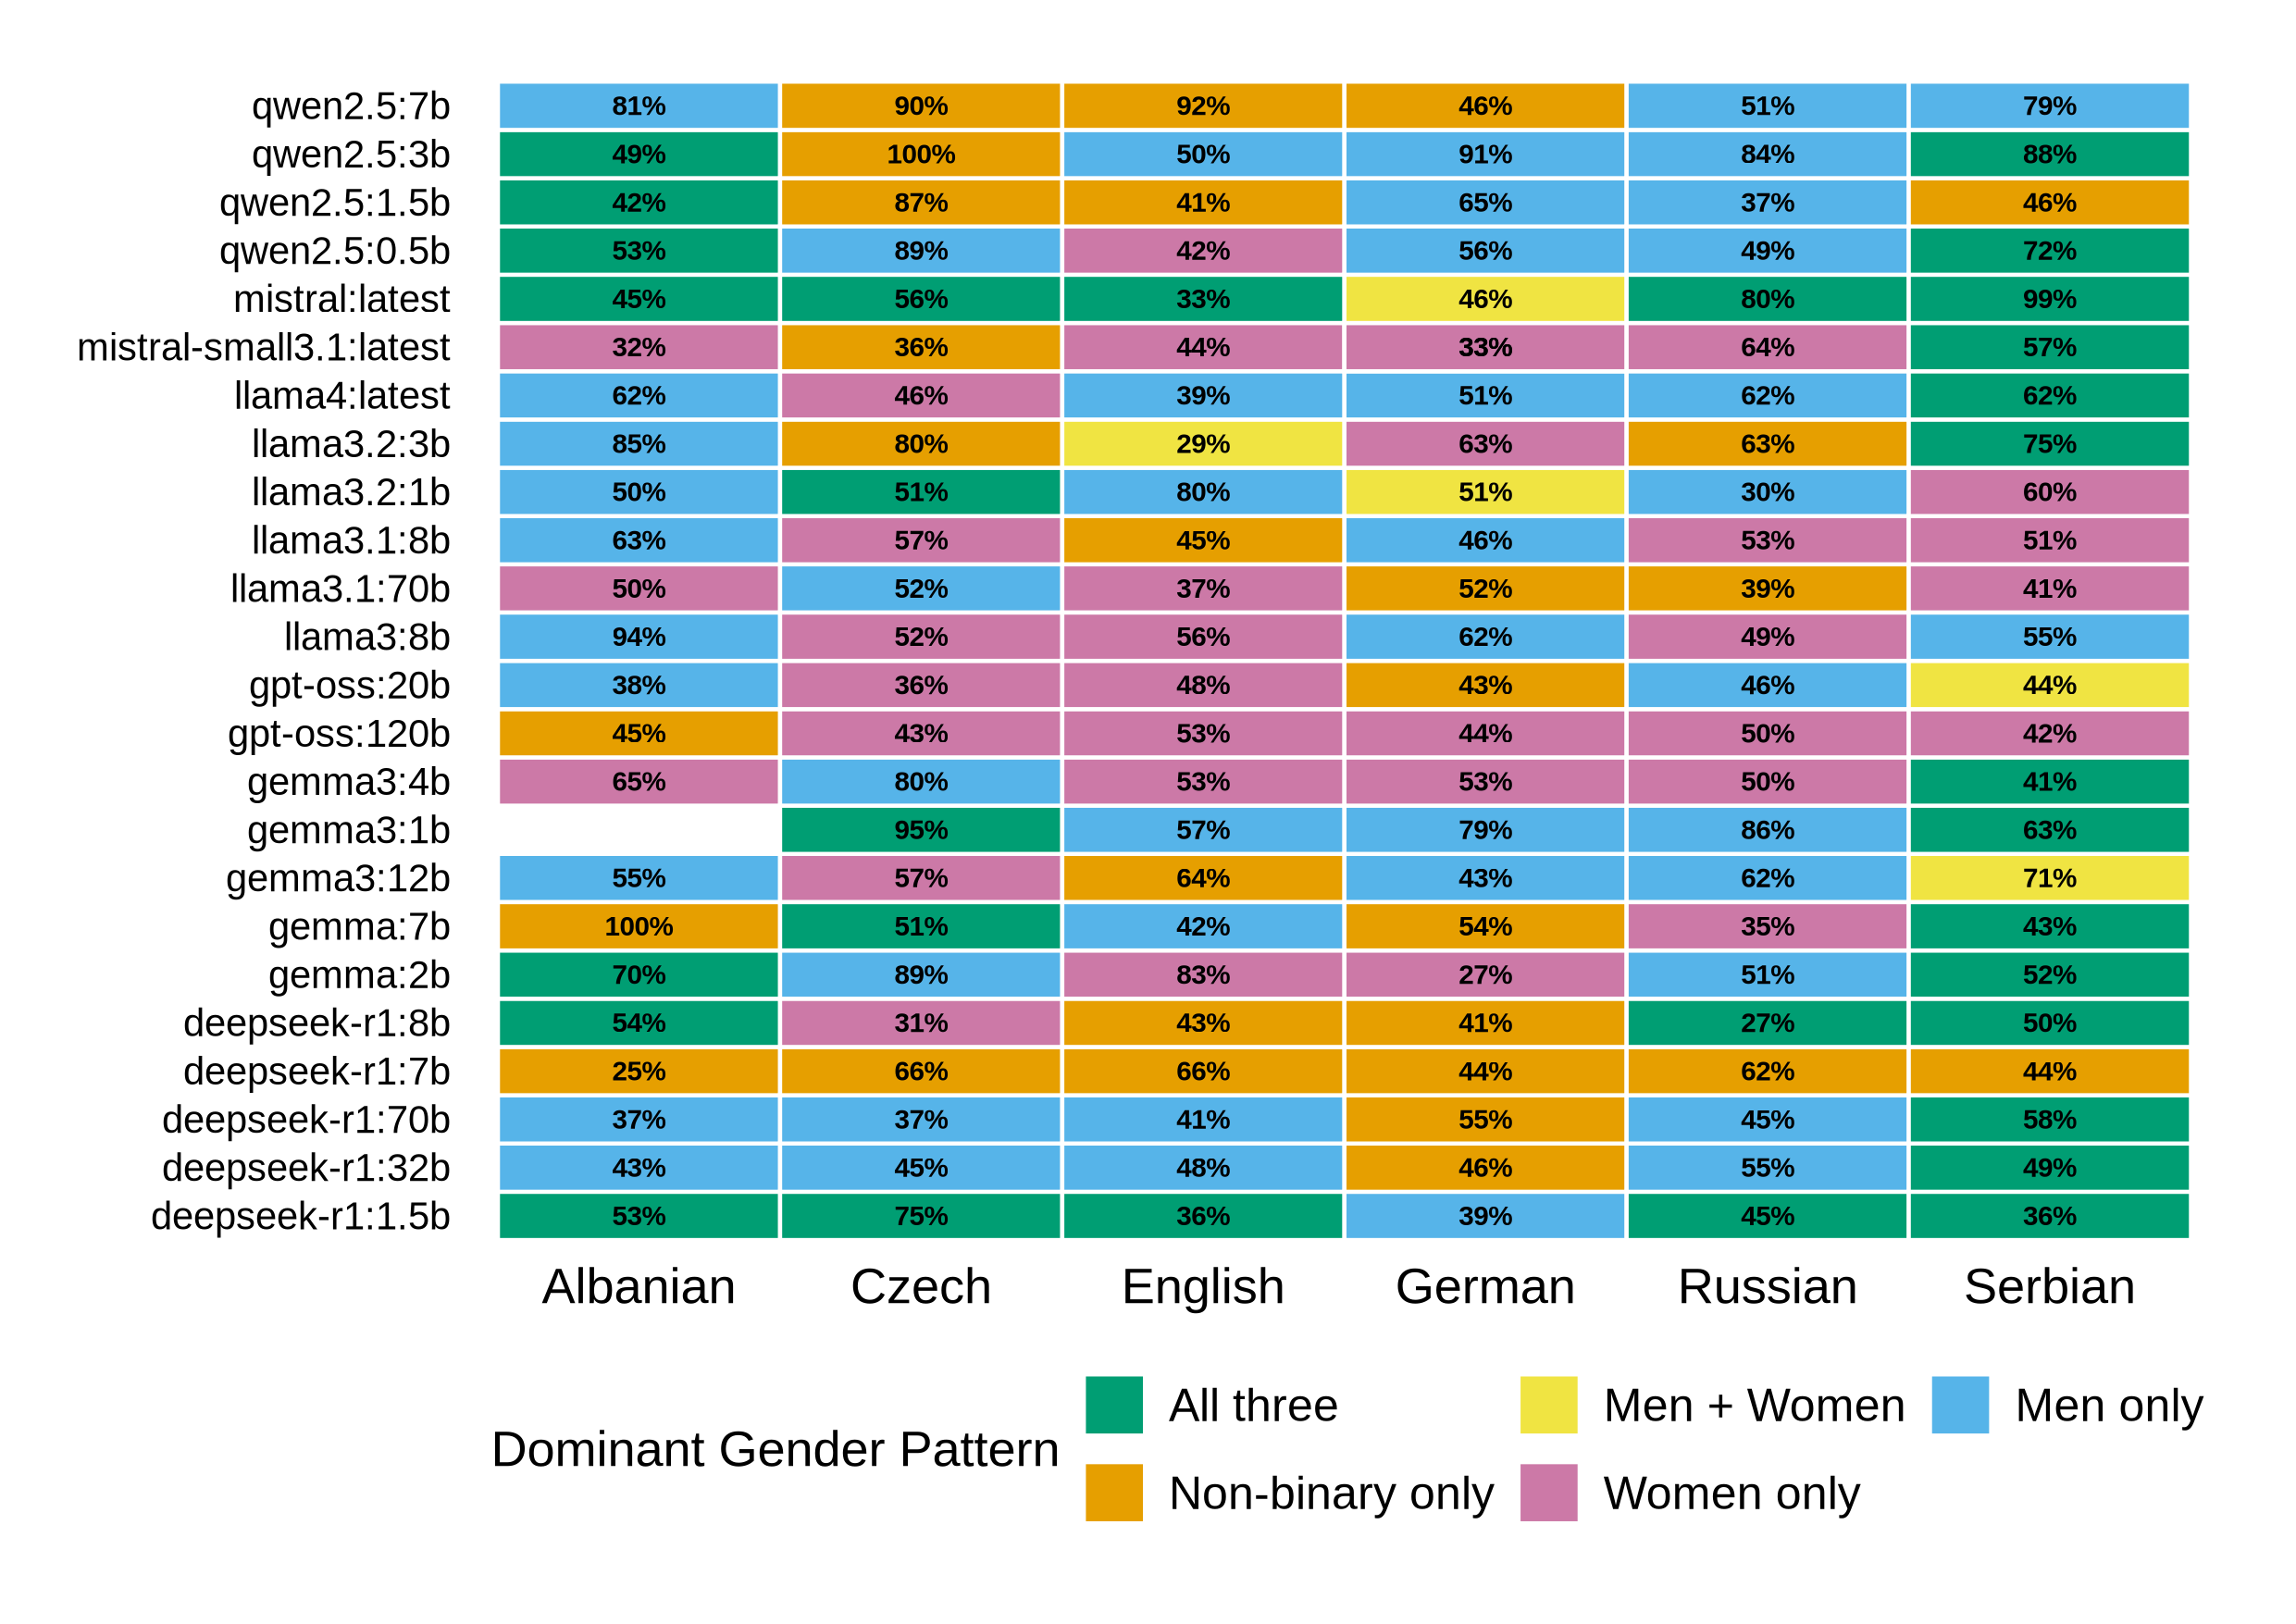 qwen2.5:7b 81% 90% 92% 46% 51% 79%
qwen2.5:3b 49% 100% 50% 91% 84% 88%
qwen2.5:1.5b 42% 87% 41% 65% 37% 46%
qwen2.5:0.5b 53% 89% 42% 56% 49% 72%
mistral:latest 45% 56% 33% 46% 80% 99%
mistral-small3.1:latest 32% 36% 44% 33% 64% 57%
llama4:latest 62% 46% 39% 51% 62% 62%
llama3.2:3b 85% 80% 29% 63% 63% 75%
llama3.2:1b 50% 51% 80% 51% 30% 60%
llama3.1:8b 63% 57% 45% 46% 53% 51%
llama3.1:70b 50% 52% 37% 52% 39% 41%
llama3:8b 94% 52% 56% 62% 49% 55%
gpt-oss:20b 38% 36% 48% 43% 46% 44%
gpt-oss:120b 45% 43% 53% 44% 50% 42%
gemma3:4b 65% 80% 53% 53% 50% 41%
gemma3:1b 95% 57% 79% 86% 63%
gemma3:12b 55% 57% 64% 43% 62% 71%
gemma:7b 100% 51% 42% 54% 35% 43%
gemma:2b 70% 89% 83% 27% 51% 52%
deepseek-r1:8b 54% 31% 43% 41% 27% 50%
deepseek-r1:7b 25% 66% 66% 44% 62% 44%
deepseek-r1:70b 37% 37% 41% 55% 45% 58%
deepseek-r1:32b 43% 45% 48% 46% 55% 49%
deepseek-r1:1.5b 53% 75% 36% 39% 45% 36%
Albanian Czech English German Russian Serbian
Dominant Gender Pattern
All three Men + Women Men only
Non-binary only Women only